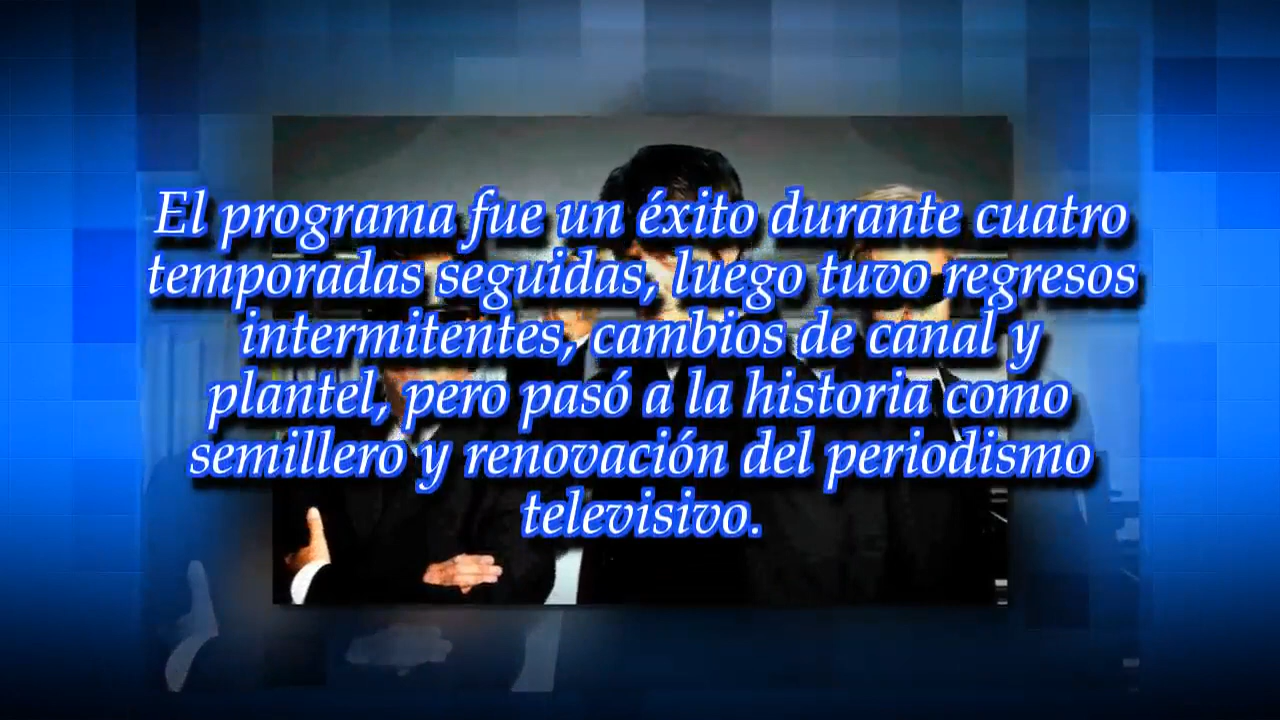 El programa fue un éxito durante cuatro
temporadas seguidas, luego tuvo regresos
intermitentes, cambios de canal y
plantel, pero pasó a la historia como
semillero y renovación del periodismo
televisivo.